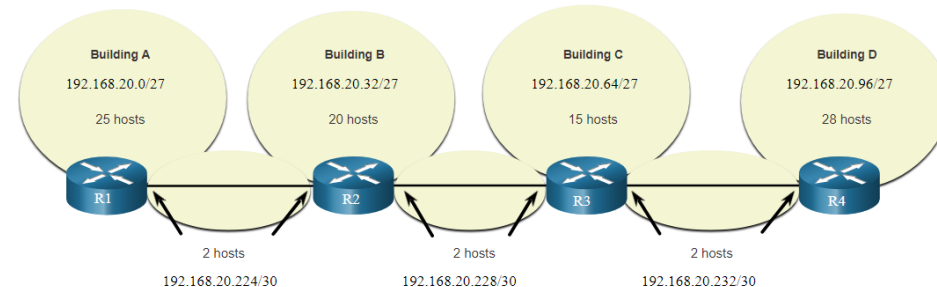 Building A
192.168.20.0/27
25 hosts
Building B
192.168.20.32/27
20 hosts
Building C
192.168.20.64/27
15 hosts
Building D
192.168.20.96/27
28 hosts
R1
R2
R3
R4
2 hosts
192.168.20.224/30
2 hosts
192.168.20.228/30
2 hosts
192.168.20.232/30